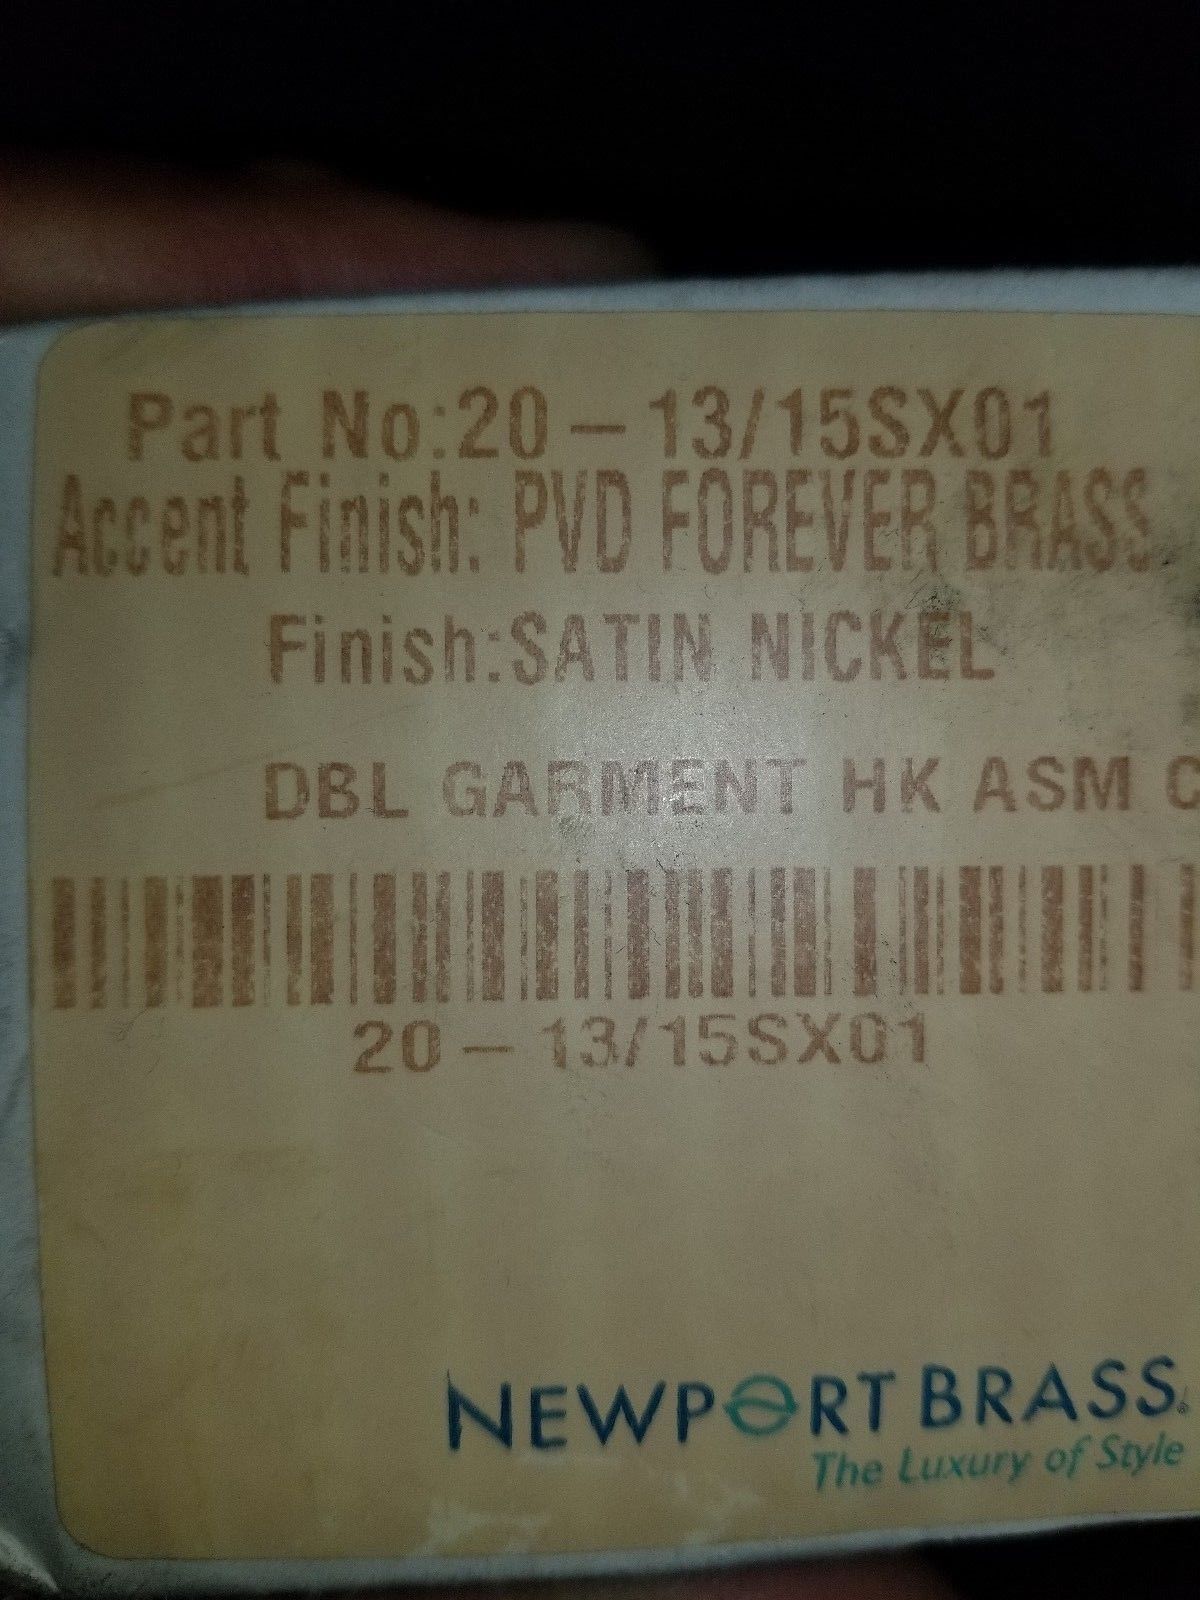 Part No:20 - 13/15SX01
Accent Finish: PVD FOREVER BRASS
Finish:SATIN NICKEL
DBL GARMENT HK ASM C
20 - 13/15SX01
NEWPORT BRASS®
The Luxury of Style